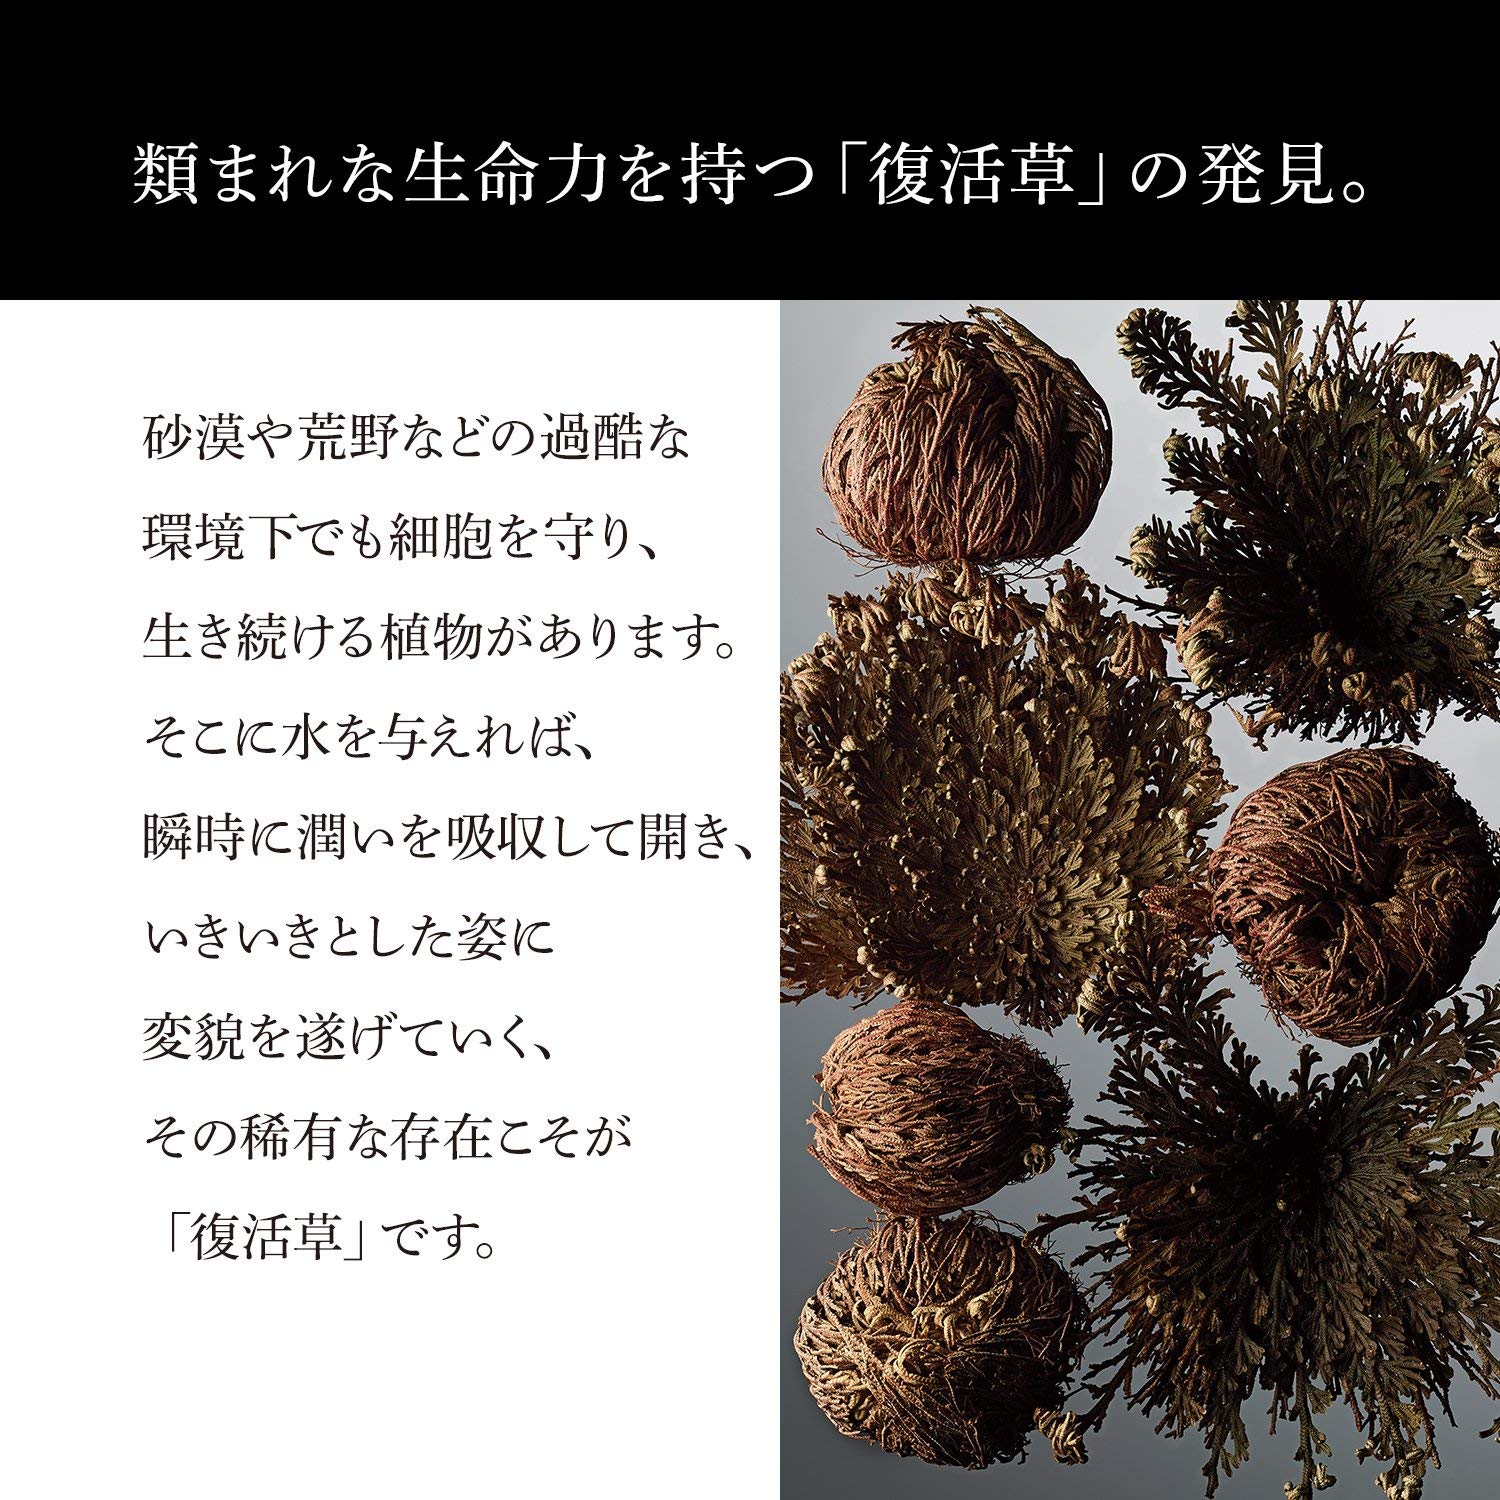 類まれな生命力を持つ「復活草」の発見。
砂漠や荒野などの過酷な
環境下でも細胞を守り、
生き続ける植物があります。
そこに水を与えれば、
瞬時に潤いを吸収して開き、
いきいきとした姿に
変貌を遂げていく、
その稀有な存在こそが
「復活草」です。